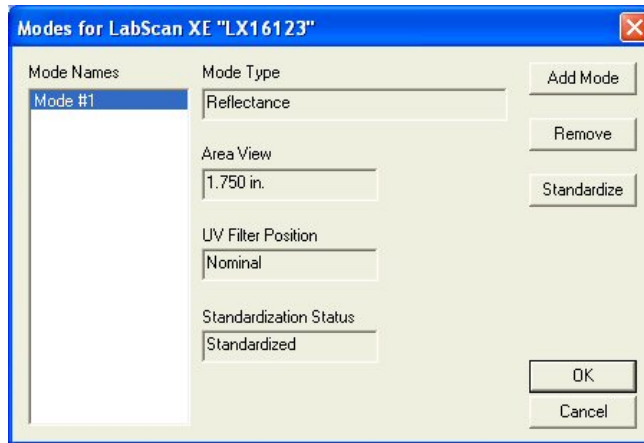 Modes for LabScan XE "LX16123"
Mode Names
Mode #1
Mode Type
Reflectance
Area View
1.750 in.
UV Filter Position
Nominal
Standardization Status
Standardized
Add Mode
Remove
Standardize
OK
Cancel